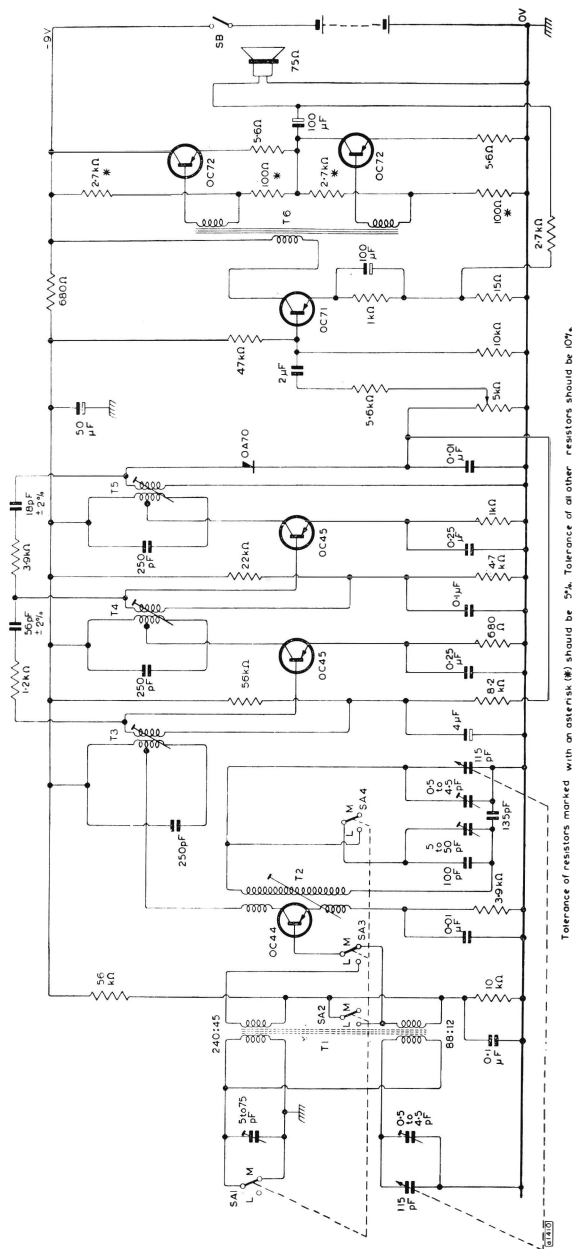 -9V
SB
0V
75Ω
100 µF
5·6Ω
5·6Ω
OC72
OC72
2·7kΩ *
100Ω *
2·7kΩ *
100Ω *
T6
2·7kΩ
680Ω
100 µF
OC71
1kΩ
15Ω
47kΩ
10kΩ
2µF
5·6kΩ
5kΩ
50 µF
OA70
0·01 µF
18pF ±2%
3·9kΩ
T5
250 pF
OC45
1kΩ
0·25 µF
22kΩ
4·7 kΩ
56pF ±2%
1·2kΩ
T4
0·1µF
250 pF
OC45
680 Ω
0·25 µF
56kΩ
8·2 kΩ
4µF
T3
250pF
115 pF
0·5 to 4·5 pF
135pF
5 to 50 pF
100 pF
M
L
SA4
T2
OC44
3·9kΩ
0·01 µF
M
L
SA3
56 kΩ
10 kΩ
0·1 µF
240:45
SA2
M
L
T1
88:12
5to75 pF
SA1
M
L
0·5 to 4·5 pF
115 pF
a1410
Tolerance of resistors marked with an asterisk (*) should be 5%. Tolerance of all other resistors should be 10%.